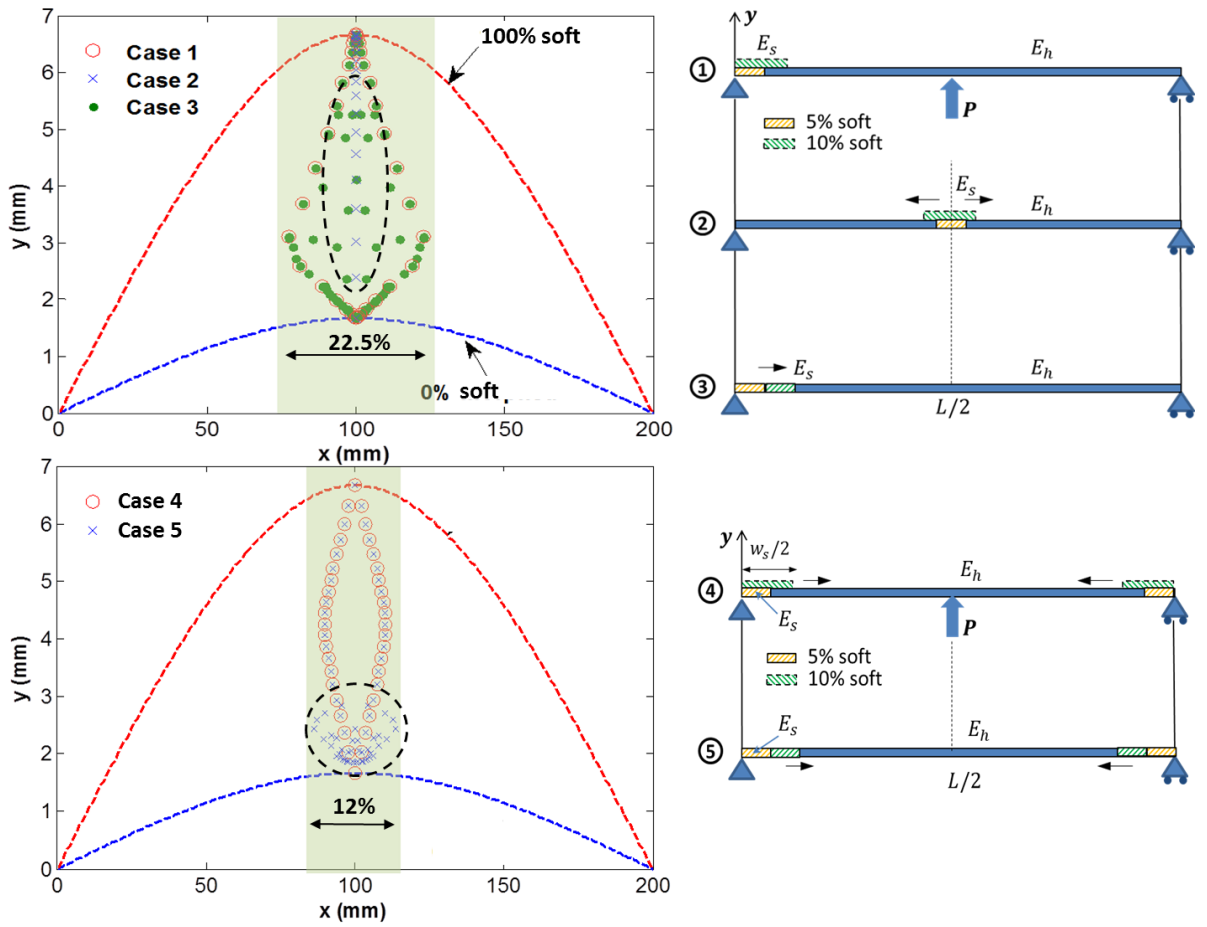 7
6
5
4
3
2
1
0
y (mm)
Case 1
Case 2
Case 3
100% soft
22.5%
0% soft
0 50 100 150 200
x (mm)
y
1
E_s
E_h
P
5% soft
10% soft
2
E_s
E_h
3
E_s
E_h
L/2
7
6
5
4
3
2
1
0
y (mm)
Case 4
Case 5
12%
0 50 100 150 200
x (mm)
y
w_s/2
4
E_h
E_s
P
5% soft
10% soft
5
E_s
E_h
L/2